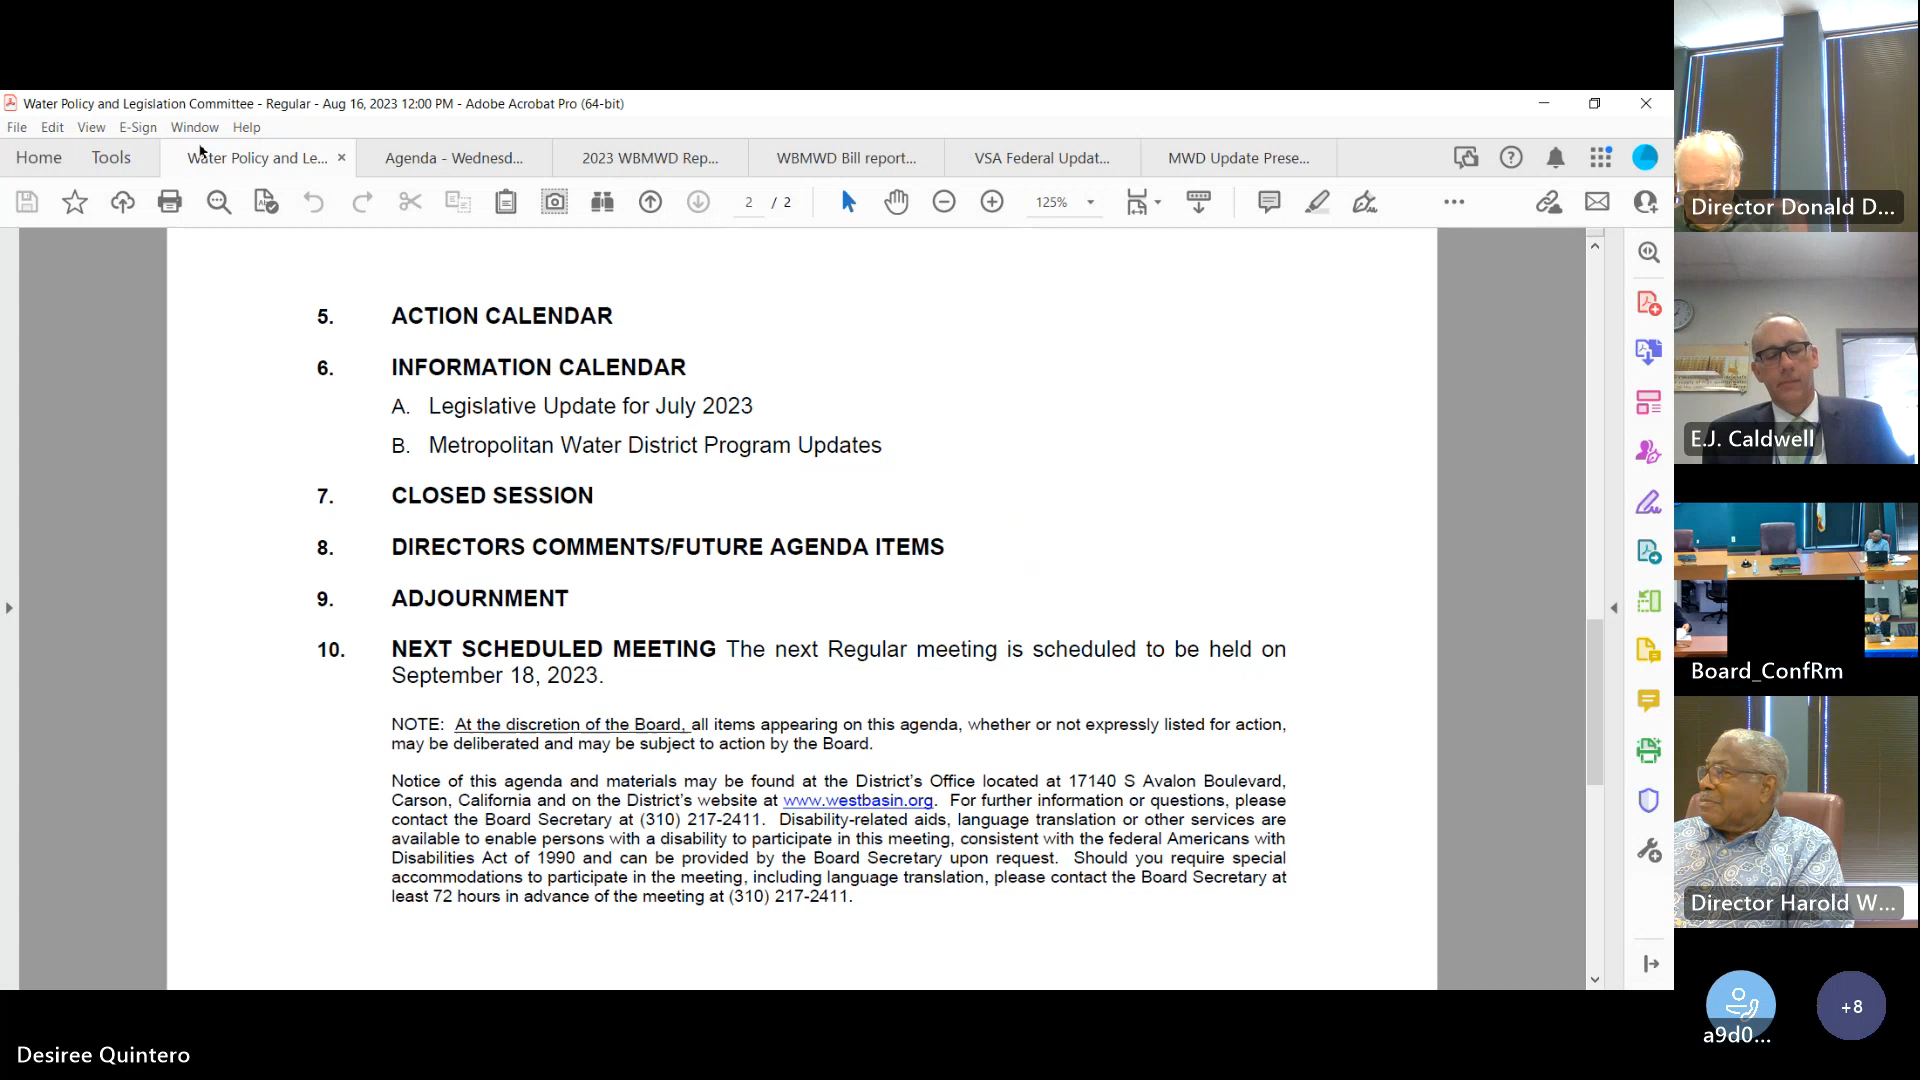 Water Policy and Legislation Committee - Regular - Aug 16, 2023 12:00 PM - Adobe Acrobat Pro (64-bit)
File Edit View E-Sign Window Help
Home Tools Water Policy and Le... Agenda - Wednesd... 2023 WBMWD Rep... WBMWD Bill report... VSA Federal Updat... MWD Update Prese...
2 / 2 125%
5. ACTION CALENDAR
6. INFORMATION CALENDAR
A. Legislative Update for July 2023
B. Metropolitan Water District Program Updates
7. CLOSED SESSION
8. DIRECTORS COMMENTS/FUTURE AGENDA ITEMS
9. ADJOURNMENT
10. NEXT SCHEDULED MEETING The next Regular meeting is scheduled to be held on
September 18, 2023.
NOTE: At the discretion of the Board, all items appearing on this agenda, whether or not expressly listed for action,
may be deliberated and may be subject to action by the Board.
Notice of this agenda and materials may be found at the District's Office located at 17140 S Avalon Boulevard,
Carson, California and on the District's website at www.westbasin.org. For further information or questions, please
contact the Board Secretary at (310) 217-2411. Disability-related aids, language translation or other services are
available to enable persons with a disability to participate in this meeting, consistent with the federal Americans with
Disabilities Act of 1990 and can be provided by the Board Secretary upon request. Should you require special
accommodations to participate in the meeting, including language translation, please contact the Board Secretary at
least 72 hours in advance of the meeting at (310) 217-2411.
Director Donald D...
E.J. Caldwell
Board_ConfRm
Director Harold W...
a9d0...
+8
Desiree Quintero